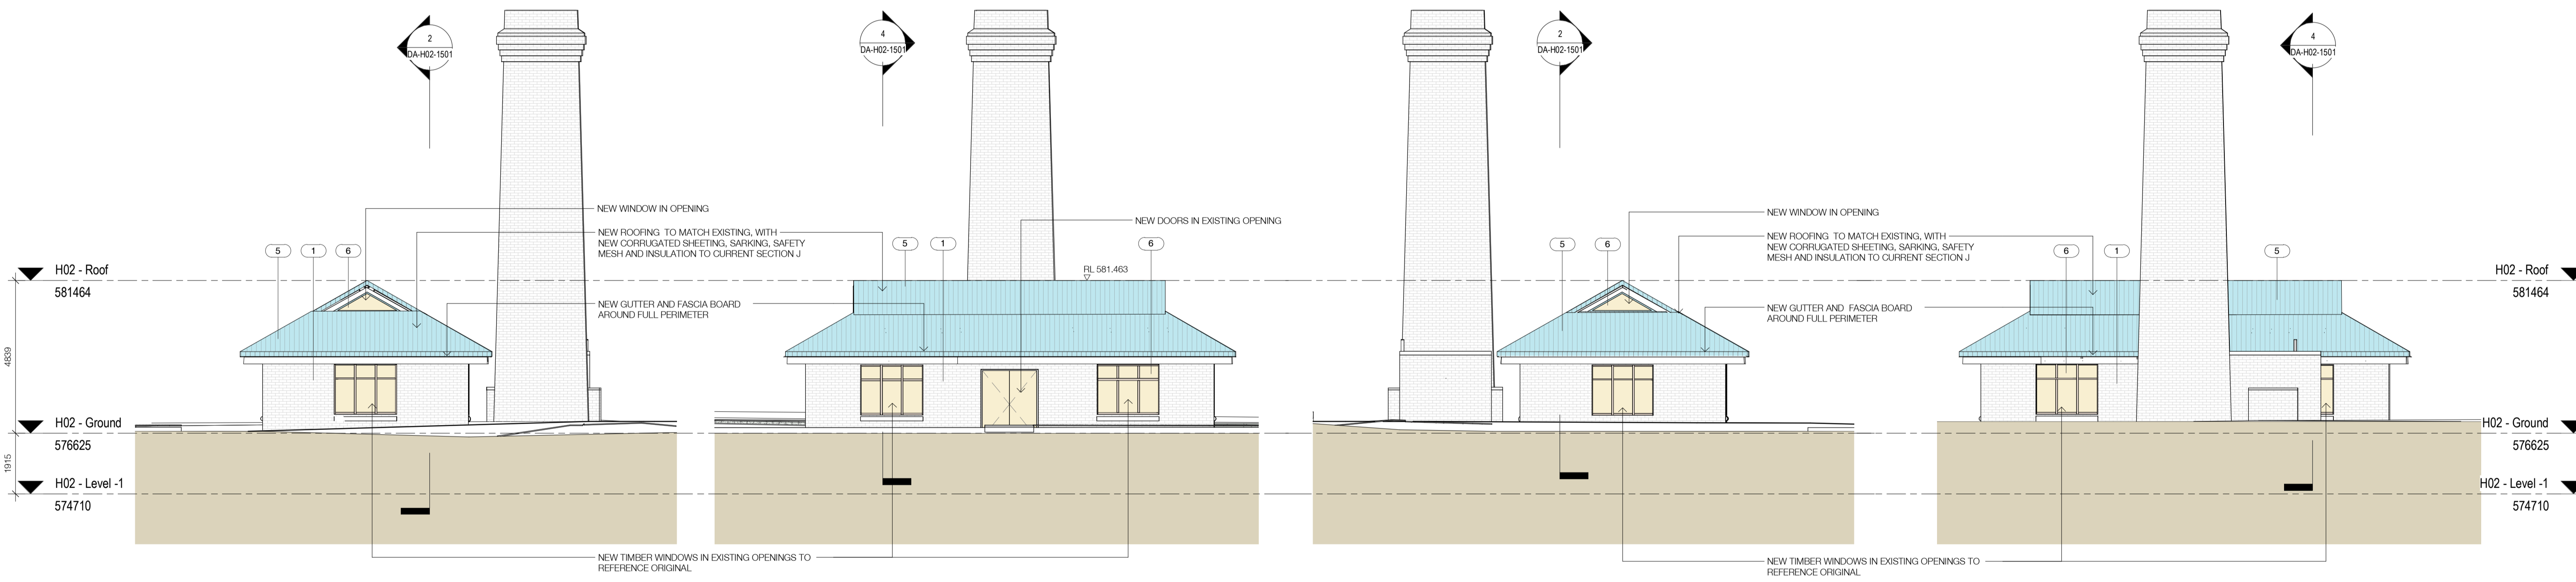 2
DA-H02-1501
4
DA-H02-1501
2
DA-H02-1501
4
DA-H02-1501
NEW WINDOW IN OPENING
NEW ROOFING TO MATCH EXISTING, WITH
NEW CORRUGATED SHEETING, SARKING, SAFETY
MESH AND INSULATION TO CURRENT SECTION J
NEW GUTTER AND FASCIA BOARD
AROUND FULL PERIMETER
NEW DOORS IN EXISTING OPENING
RL 581.463
NEW WINDOW IN OPENING
NEW ROOFING TO MATCH EXISTING, WITH
NEW CORRUGATED SHEETING, SARKING, SAFETY
MESH AND INSULATION TO CURRENT SECTION J
NEW GUTTER AND FASCIA BOARD
AROUND FULL PERIMETER
5
1
6
5
1
6
5
6
6
1
5
H02 - Roof
581464
H02 - Roof
581464
4839
H02 - Ground
576625
H02 - Ground
576625
1915
H02 - Level -1
574710
H02 - Level -1
574710
NEW TIMBER WINDOWS IN EXISTING OPENINGS TO
REFERENCE ORIGINAL
NEW TIMBER WINDOWS IN EXISTING OPENINGS TO
REFERENCE ORIGINAL